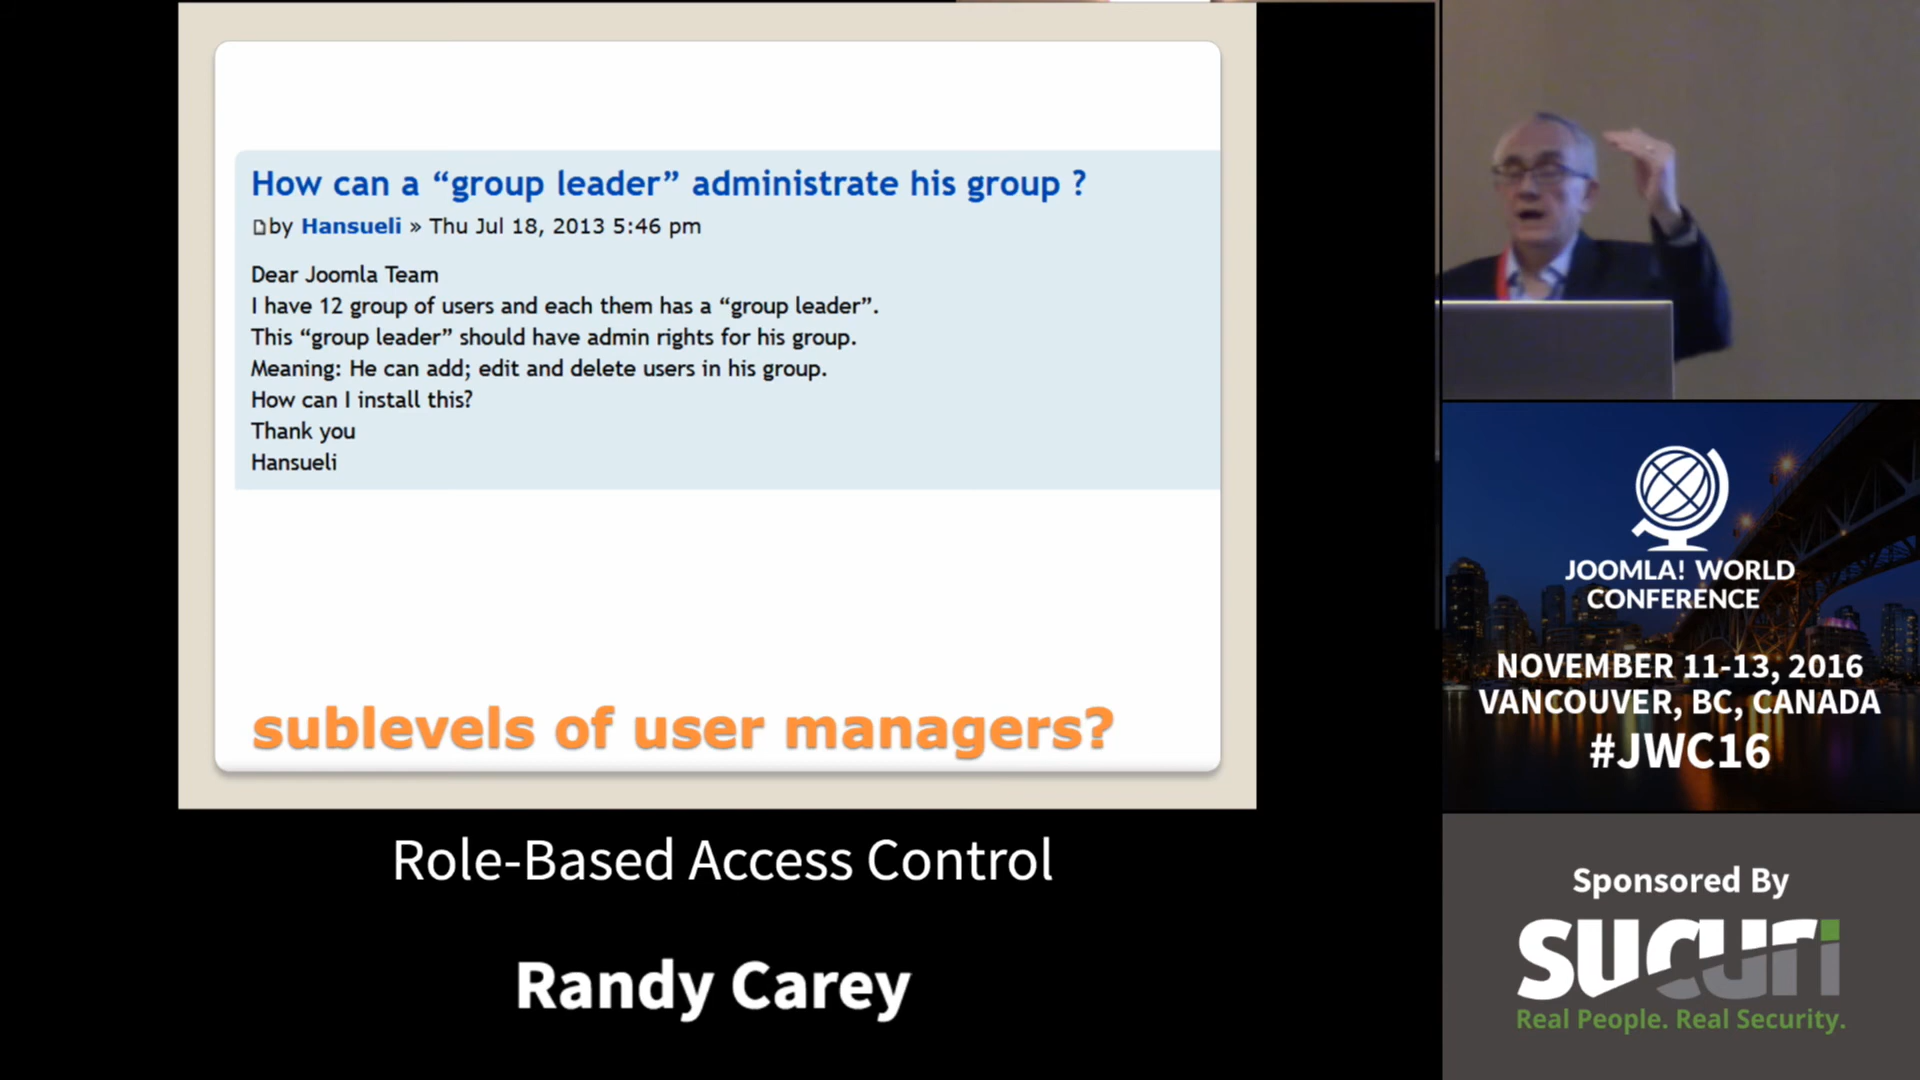 How can a “group leader” administrate his group ?
by Hansueli » Thu Jul 18, 2013 5:46 pm
Dear Joomla Team
I have 12 group of users and each them has a “group leader”.
This “group leader” should have admin rights for his group.
Meaning: He can add; edit and delete users in his group.
How can I install this?
Thank you
Hansueli
sublevels of user managers?
Role-Based Access Control
Randy Carey
JOOMLA! WORLD
CONFERENCE
NOVEMBER 11-13, 2016
VANCOUVER, BC, CANADA
#JWC16
Sponsored By
SUCURI
Real People. Real Security.